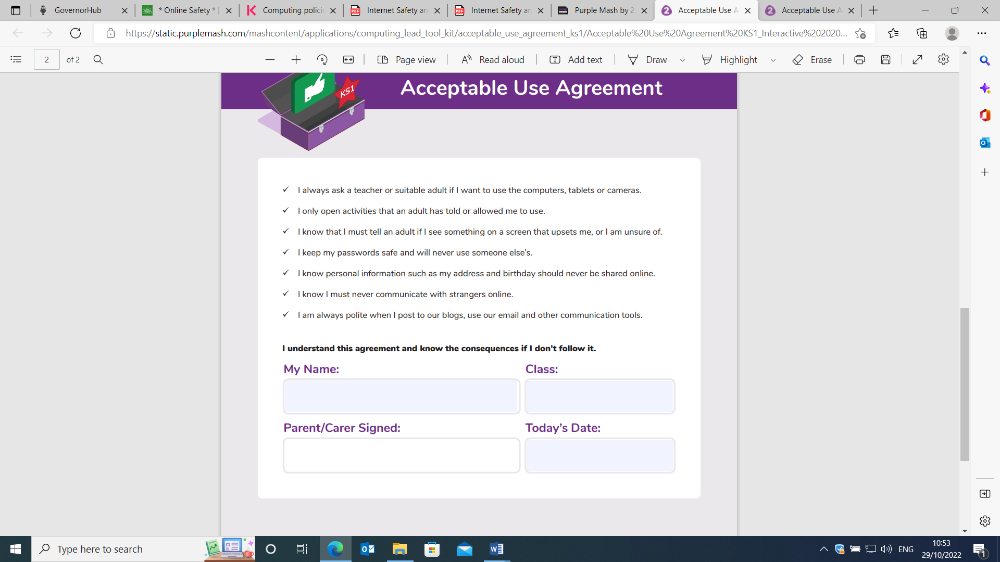 GovernorHub
* Online Safety *
Computing polici
Internet Safety an
Internet Safety an
Purple Mash by 2
Acceptable Use A
Acceptable Use A
https://static.purplemash.com/mashcontent/applications/computing_lead_tool_kit/acceptable_use_agreement_ks1/Acceptable%20Use%20Agreement%20KS1_Interactive%202020...
2 of 2
Page view
Read aloud
Add text
Draw
Highlight
Erase
KS1
Acceptable Use Agreement
✓ I always ask a teacher or suitable adult if I want to use the computers, tablets or cameras.
✓ I only open activities that an adult has told or allowed me to use.
✓ I know that I must tell an adult if I see something on a screen that upsets me, or I am unsure of.
✓ I keep my passwords safe and will never use someone else’s.
✓ I know personal information such as my address and birthday should never be shared online.
✓ I know I must never communicate with strangers online.
✓ I am always polite when I post to our blogs, use our email and other communication tools.
I understand this agreement and know the consequences if I don’t follow it.
My Name:
Class:
Parent/Carer Signed:
Today’s Date:
Type here to search
ENG
10:53
29/10/2022
1